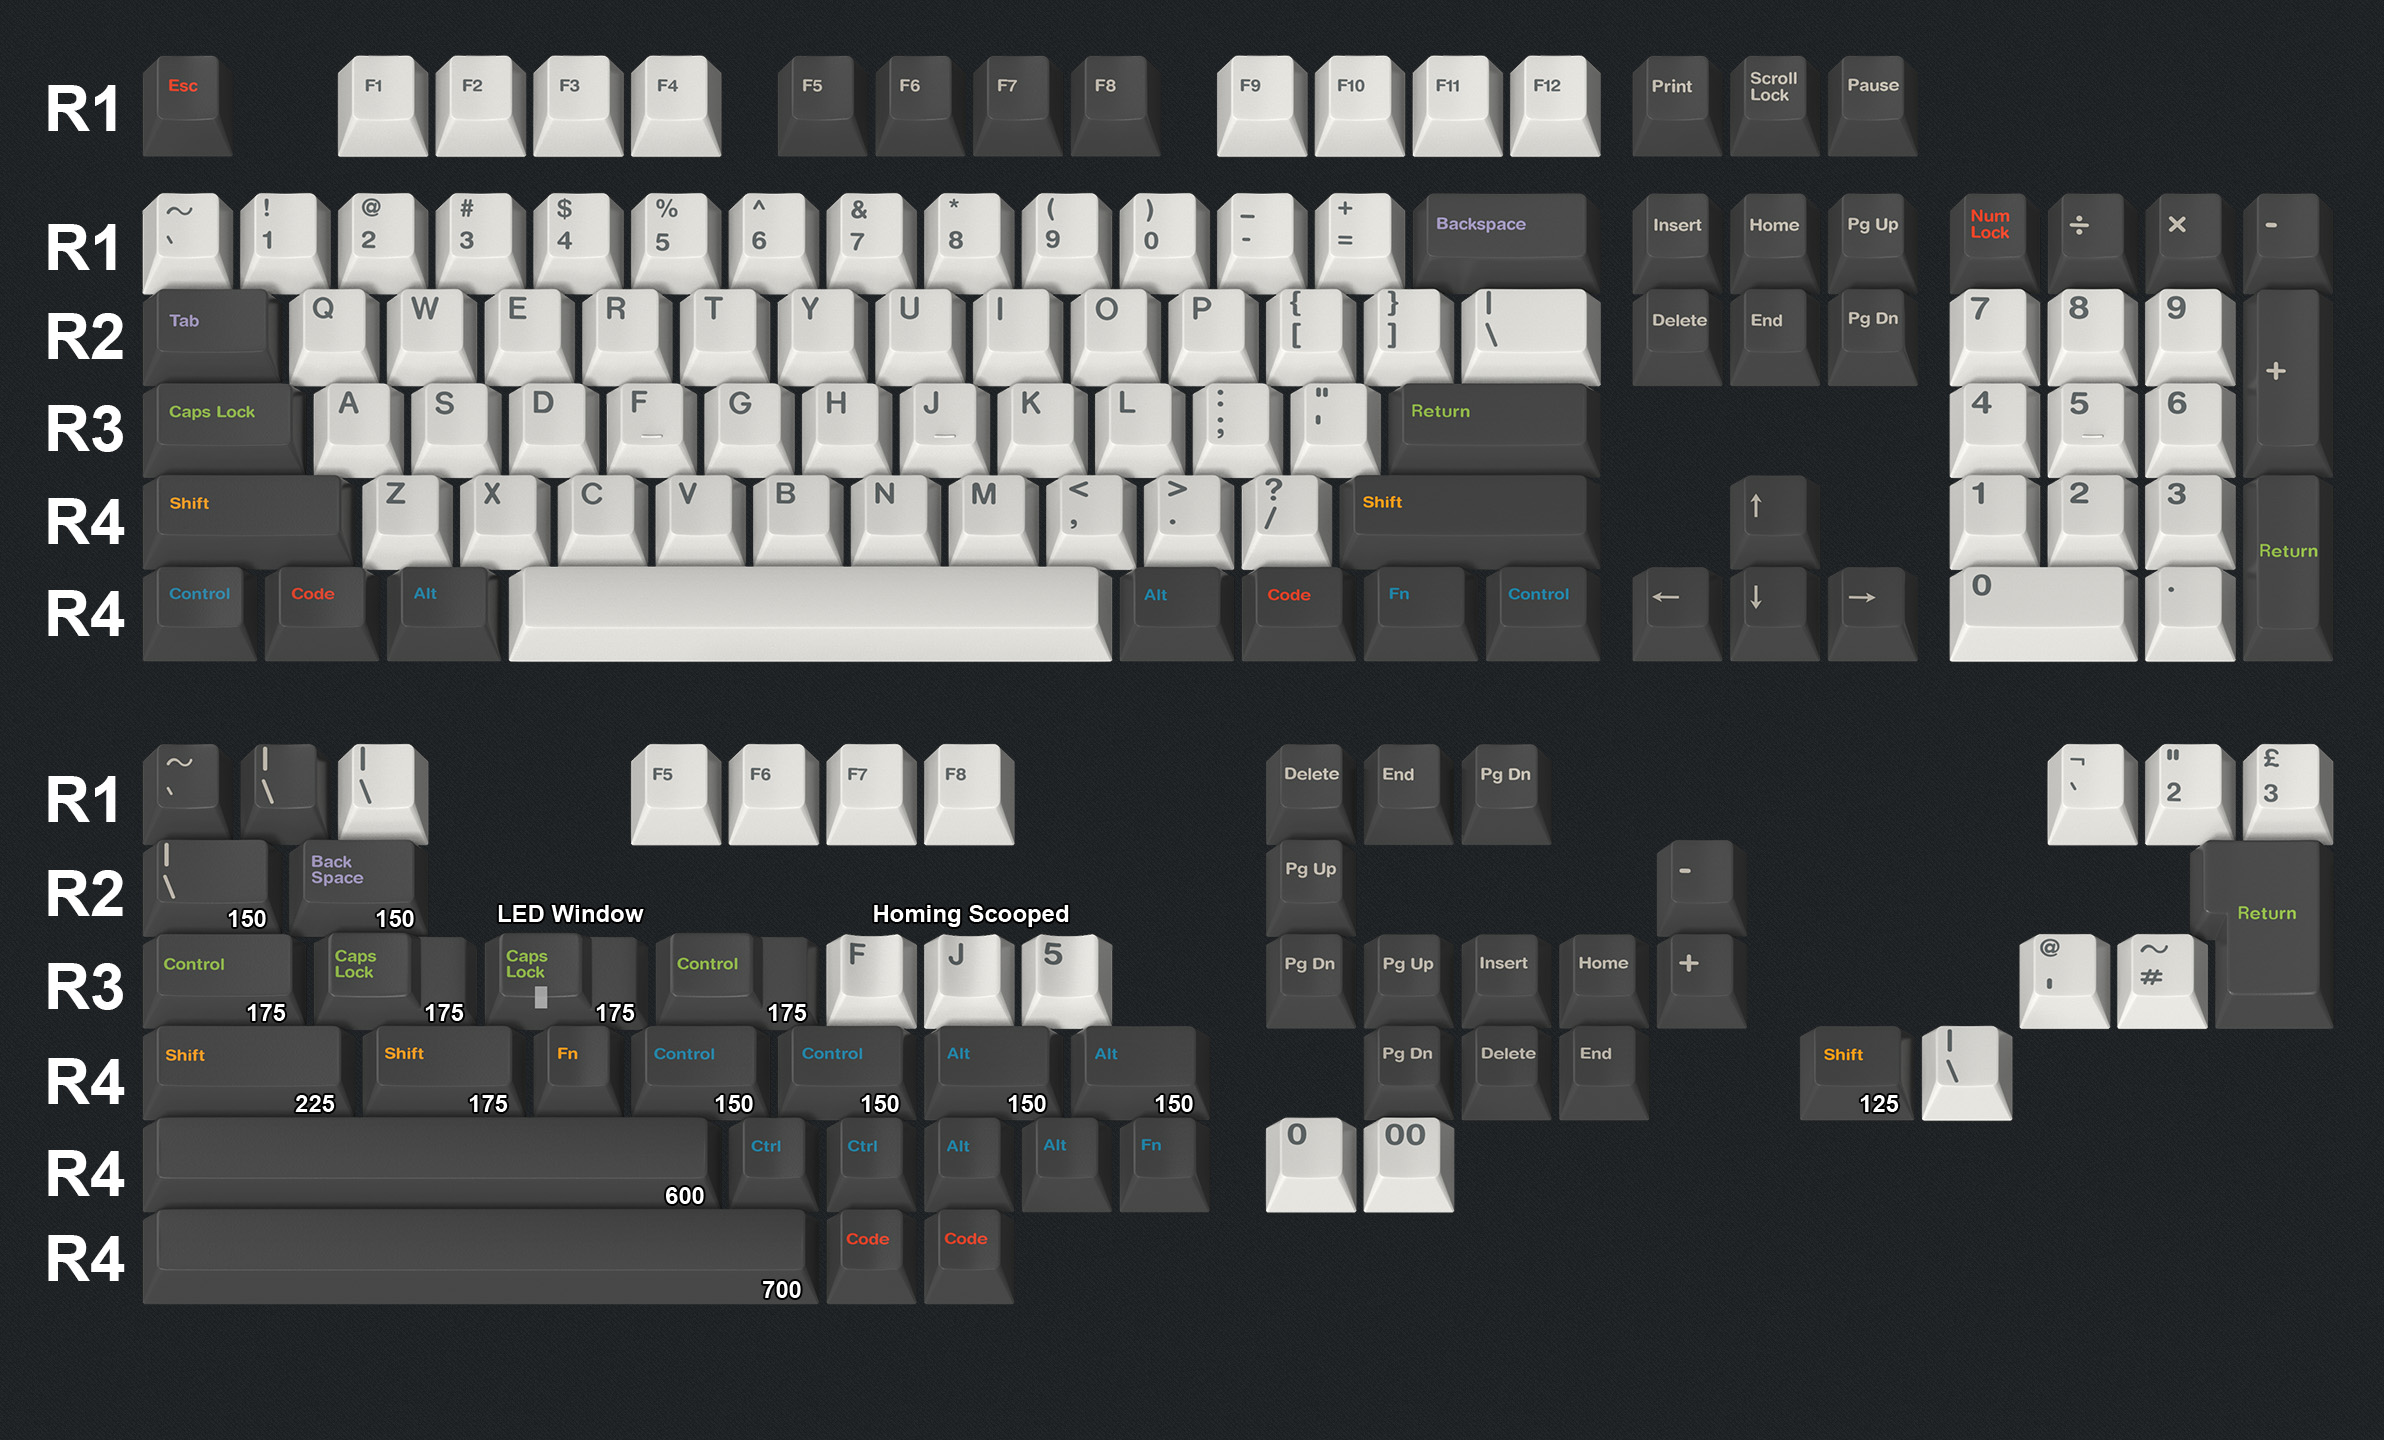 R1 Esc F1 F2 F3 F4 F5 F6 F7 F8 F9 F10 F11 F12 Print Scroll Lock Pause
R1 ~ ` ! 1 @ 2 # 3 $ 4 % 5 ^ 6 & 7 * 8 ( 9 ) 0 _ - + = Backspace Insert Home Pg Up Num Lock ÷ × -
R2 Tab Q W E R T Y U I O P { [ } ] | \ Delete End Pg Dn 7 8 9 +
R3 Caps Lock A S D F G H J K L : ; " ' Return 4 5 6
R4 Shift Z X C V B N M < , > . ? / Shift ↑ 1 2 3 Return
R4 Control Code Alt Alt Code Fn Control ← ↓ → 0 .
R1 ~ ` | \ | \ F5 F6 F7 F8 Delete End Pg Dn ¬ ` " 2 £ 3
R2 | \ 150 Back Space 150 Pg Up - Return
LED Window Homing Scooped
R3 Control 175 Caps Lock 175 Caps Lock 175 Control 175 F J 5 Pg Dn Pg Up Insert Home + @ ' ~ #
R4 Shift 225 Shift 175 Fn Control 150 Control 150 Alt 150 Alt 150 Pg Dn Delete End Shift 125 | \
R4 600 Ctrl Ctrl Alt Alt Fn 0 00
R4 700 Code Code